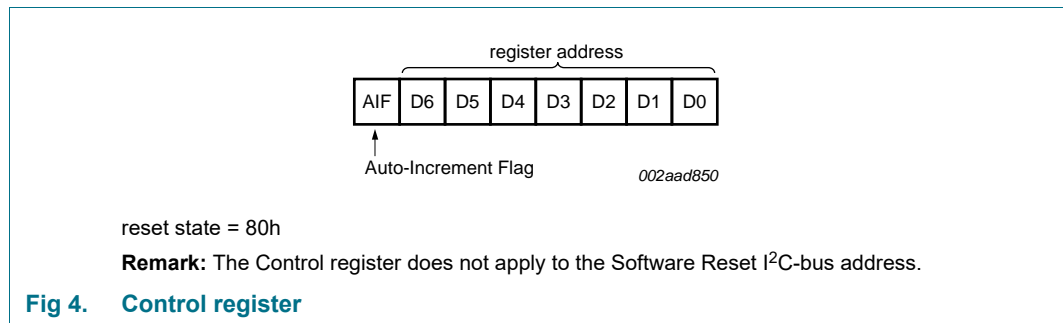 register address
AIF D6 D5 D4 D3 D2 D1 D0
Auto-Increment Flag
002aad850
reset state = 80h
Remark: The Control register does not apply to the Software Reset I²C-bus address.
Fig 4. Control register